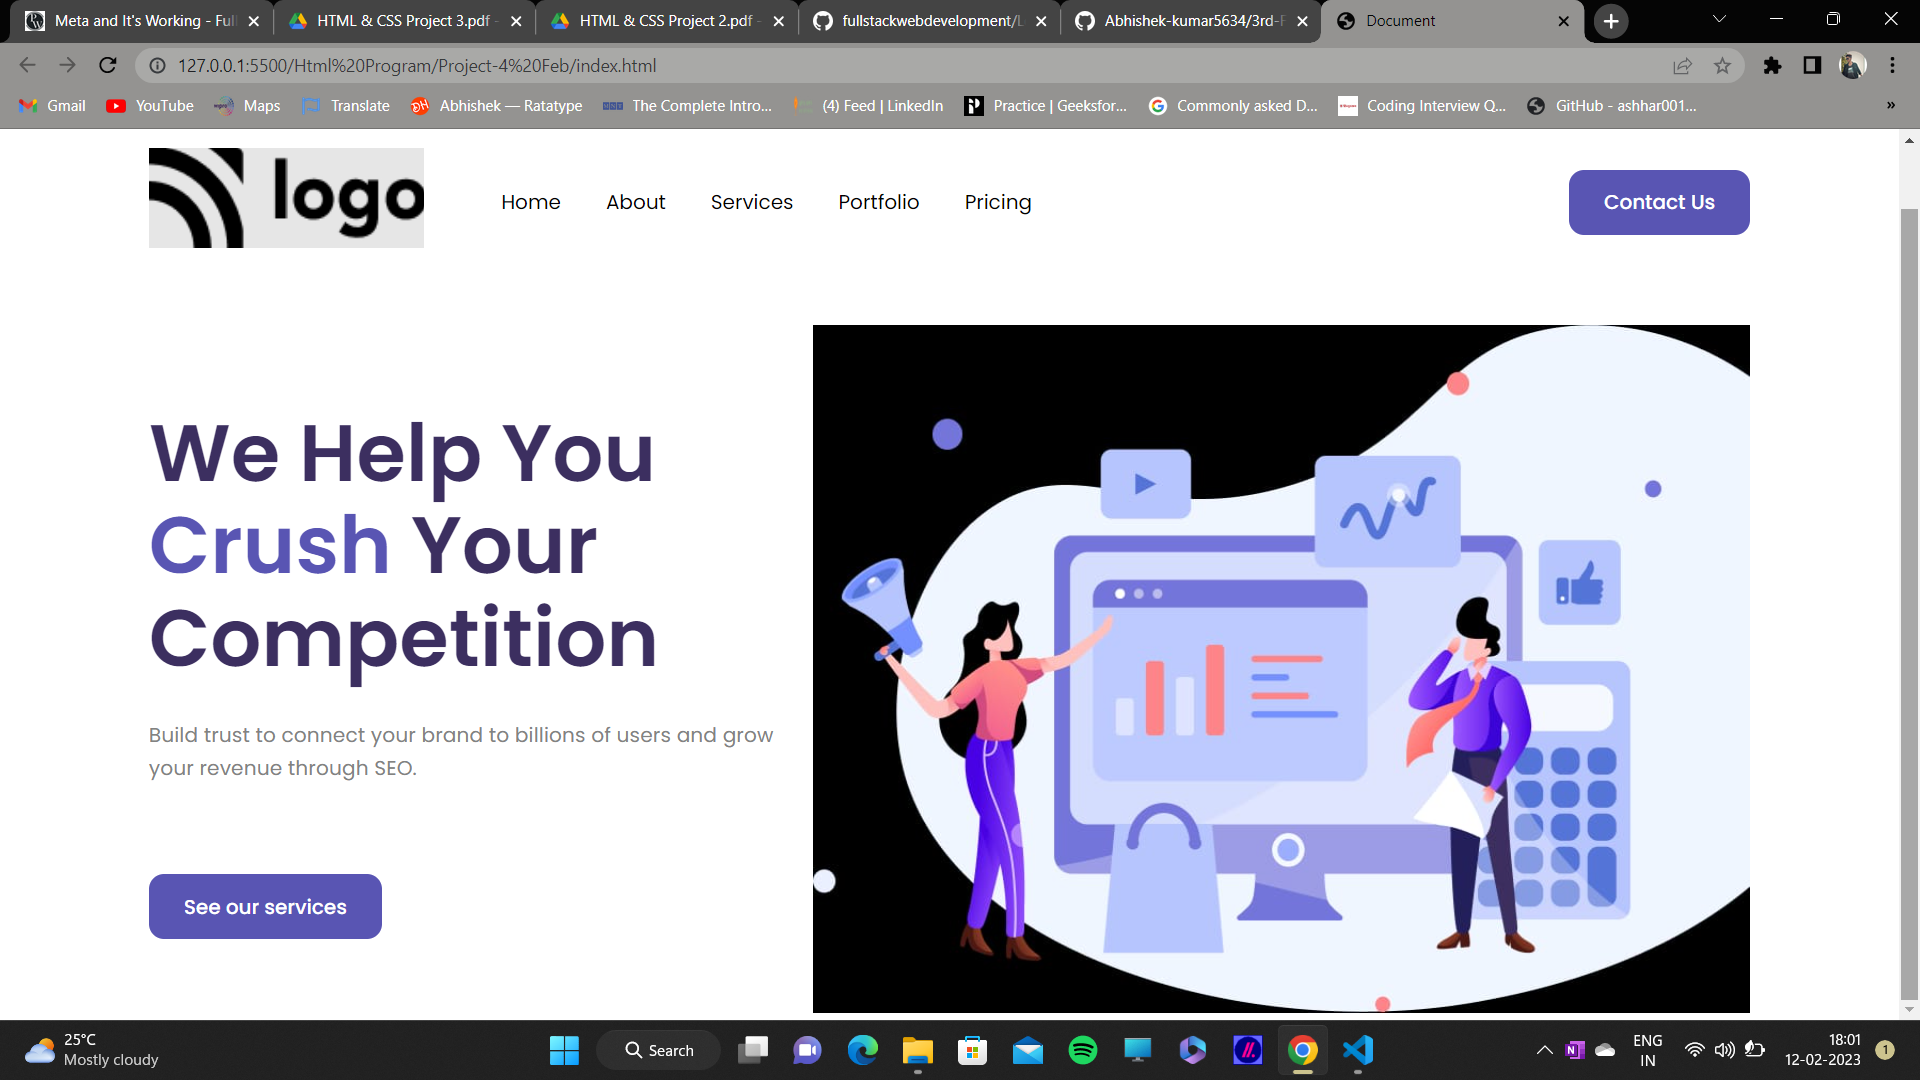 Meta and It's Working - Ful
HTML & CSS Project 3.pdf -
HTML & CSS Project 2.pdf -
fullstackwebdevelopment/L
Abhishek-kumar5634/3rd-P
Document
127.0.0.1:5500/Html%20Program/Project-4%20Feb/index.html
Gmail
YouTube
Maps
Translate
Abhishek — Ratatype
The Complete Intro...
(4) Feed | LinkedIn
Practice | Geeksfor...
Commonly asked D...
Coding Interview Q...
GitHub - ashhar001...
»
logo
Home
About
Services
Portfolio
Pricing
Contact Us
We Help You
Crush Your
Competition
Build trust to connect your brand to billions of users and grow
your revenue through SEO.
See our services
25°C
Mostly cloudy
Search
ENG
IN
18:01
12-02-2023
1